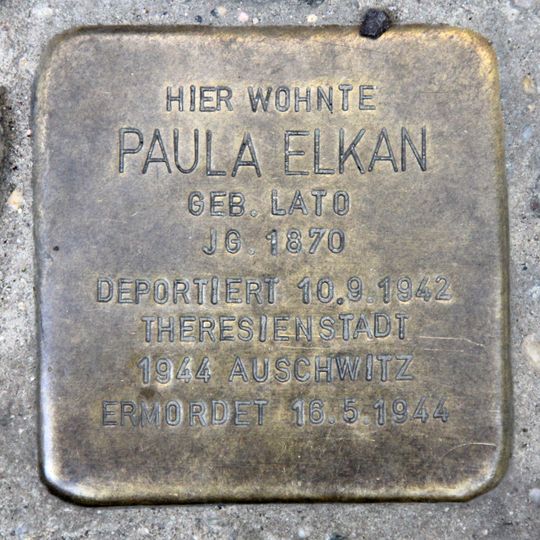 HIER WOHNTE
PAULA ELKAN
GEB. LATO
JG. 1870
DEPORTIERT 10.9.1942
THERESIENSTADT
1944 AUSCHWITZ
ERMORDET 16.5.1944